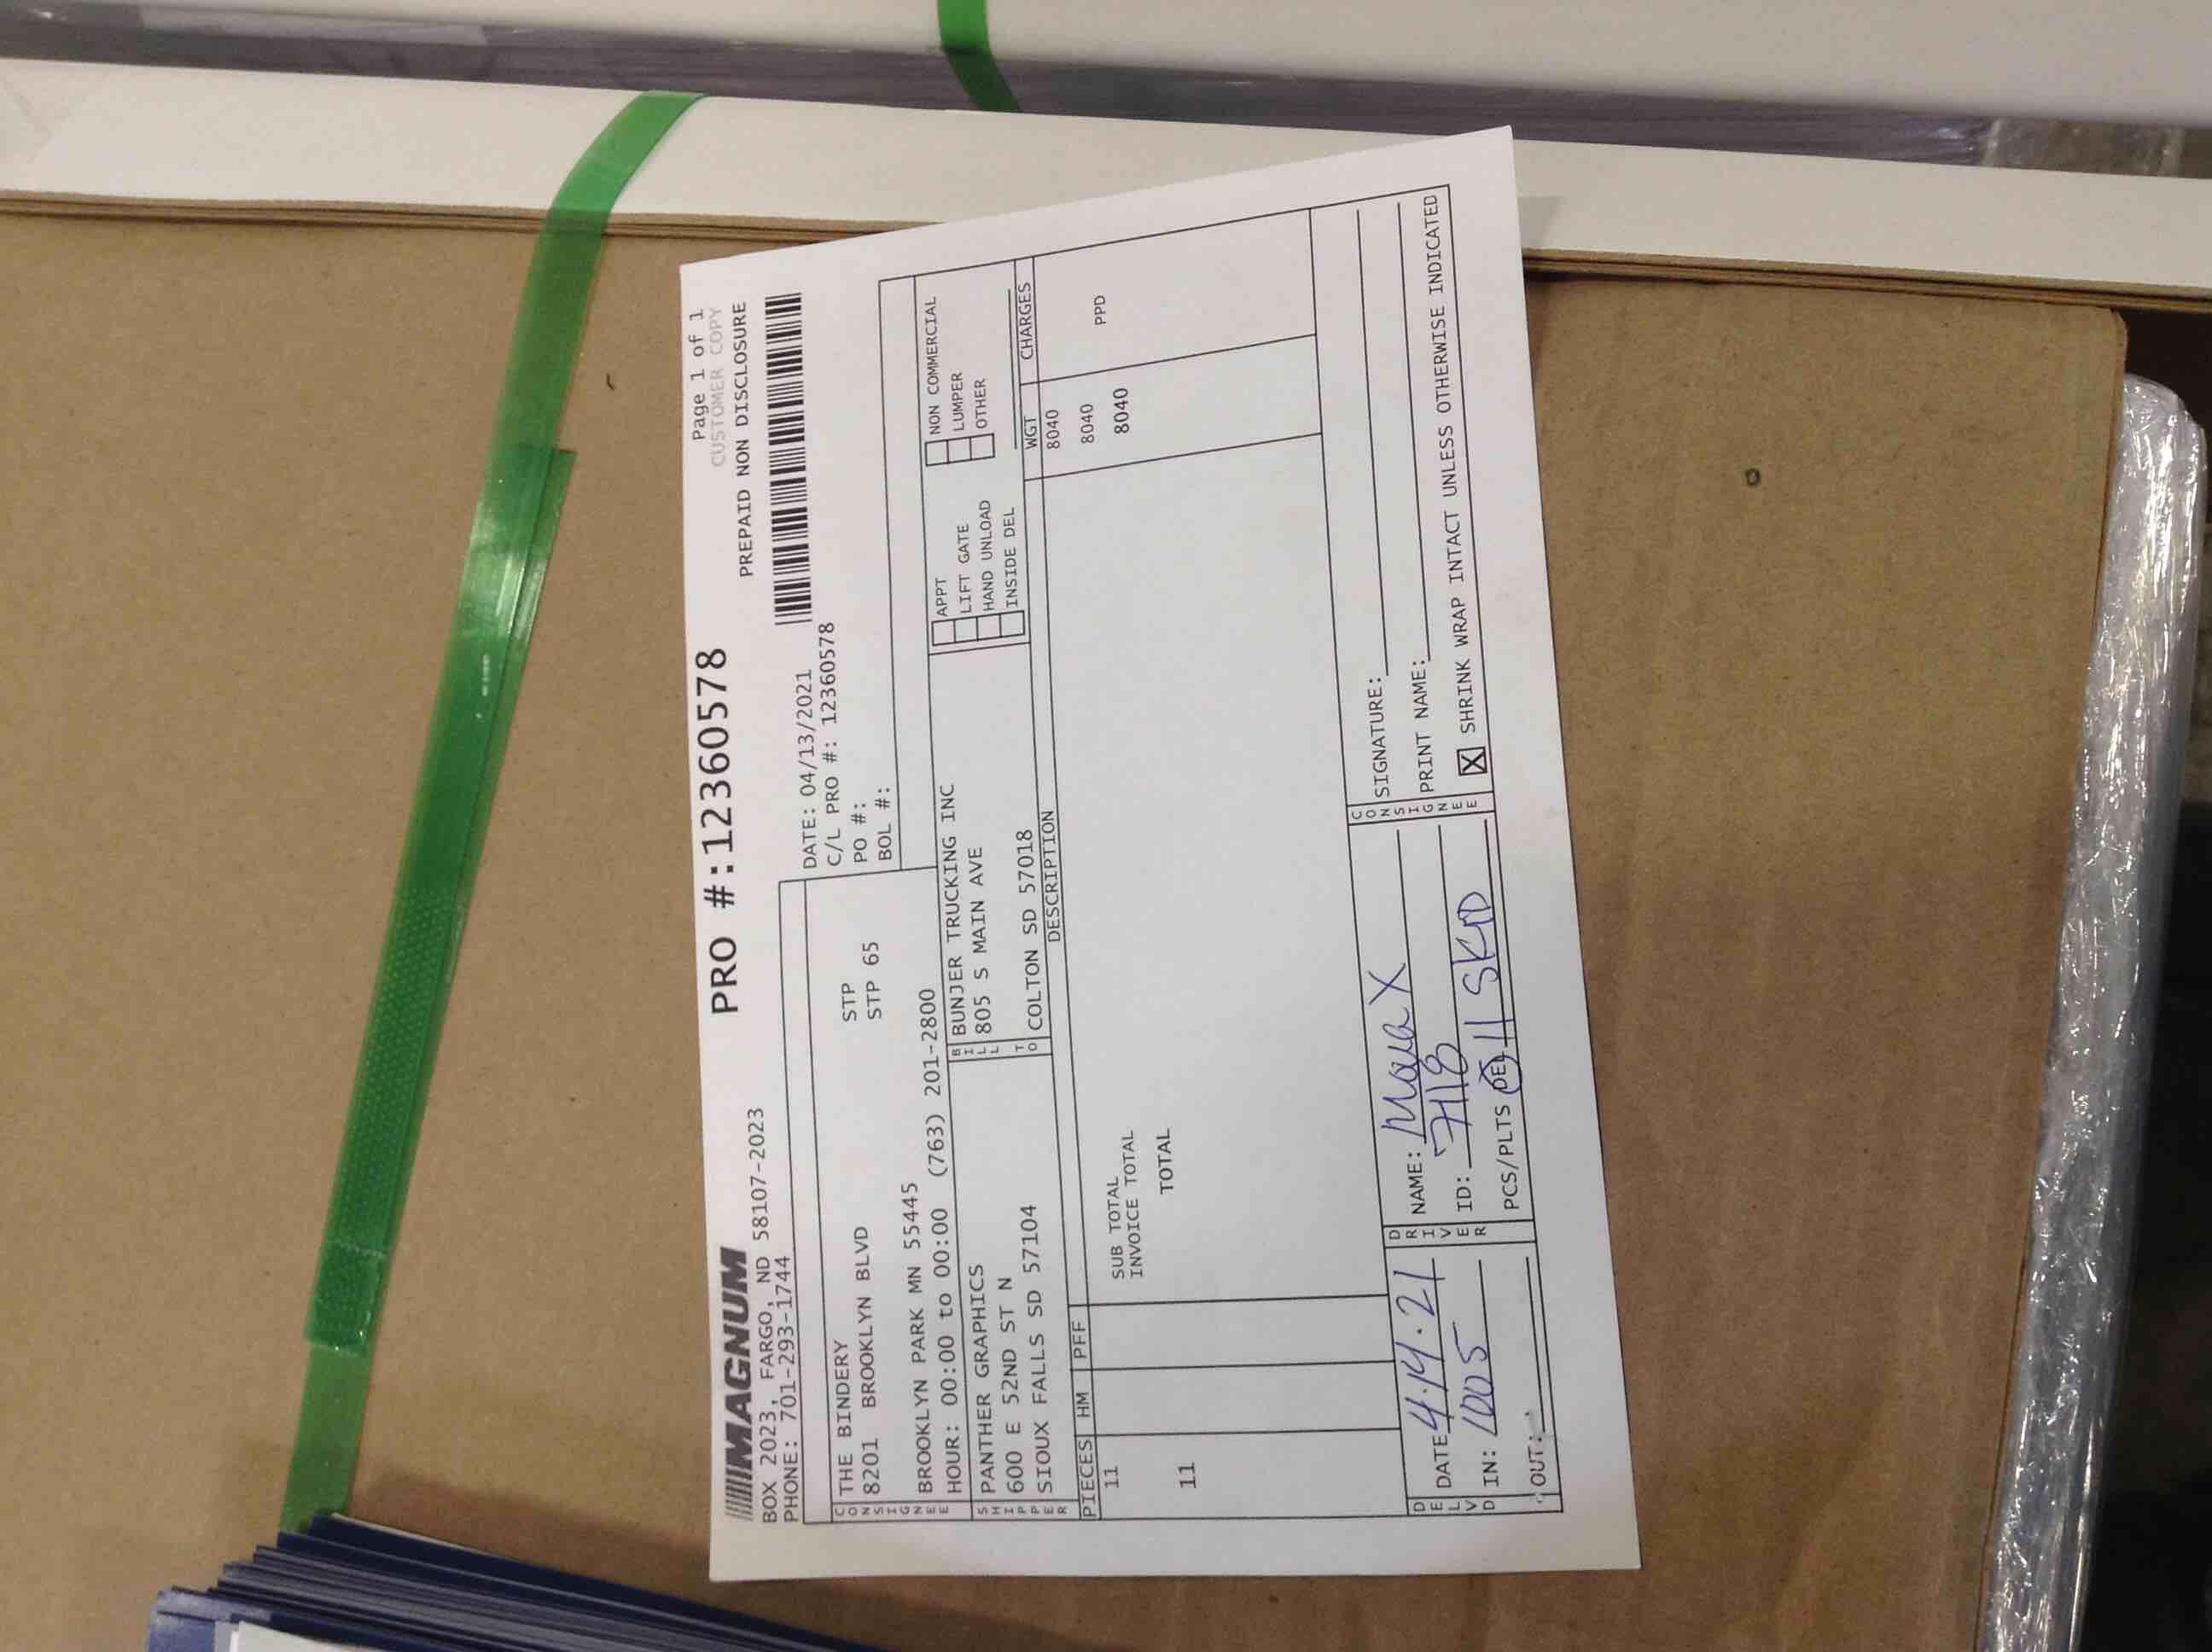 Page 1 of 1
CUSTOMER COPY
MAGNUM
PRO #:12360578
PREPAID NON DISCLOSURE
BOX 2023, FARGO, ND 58107-2023
PHONE: 701-293-1744
DATE: 04/13/2021
C/L PRO #: 12360578
PO #:
BOL #:
CONSIGNEE
THE BINDERY STP
8201 BROOKLYN BLVD STP 65
BROOKLYN PARK MN 55445
HOUR: 00:00 to 00:00 (763) 201-2800
SHIPPER
PANTHER GRAPHICS
600 E 52ND ST N
SIOUX FALLS SD 57104
BILL TO
BUNJER TRUCKING INC
805 S MAIN AVE
COLTON SD 57018
APPT
LIFT GATE
HAND UNLOAD
INSIDE DEL
NON COMMERCIAL
LUMPER
OTHER
PIECES HM PFF DESCRIPTION WGT CHARGES
11 8040
SUB TOTAL 8040
INVOICE TOTAL PPD
11 TOTAL 8040
DELVD
DATE 4.14.21
IN: 1005
OUT:
DRIVER
NAME: X
ID: 7118
PCS/PLTS DEL 11 SKD
CONSIGNEE
SIGNATURE:
PRINT NAME:
X SHRINK WRAP INTACT UNLESS OTHERWISE INDICATED